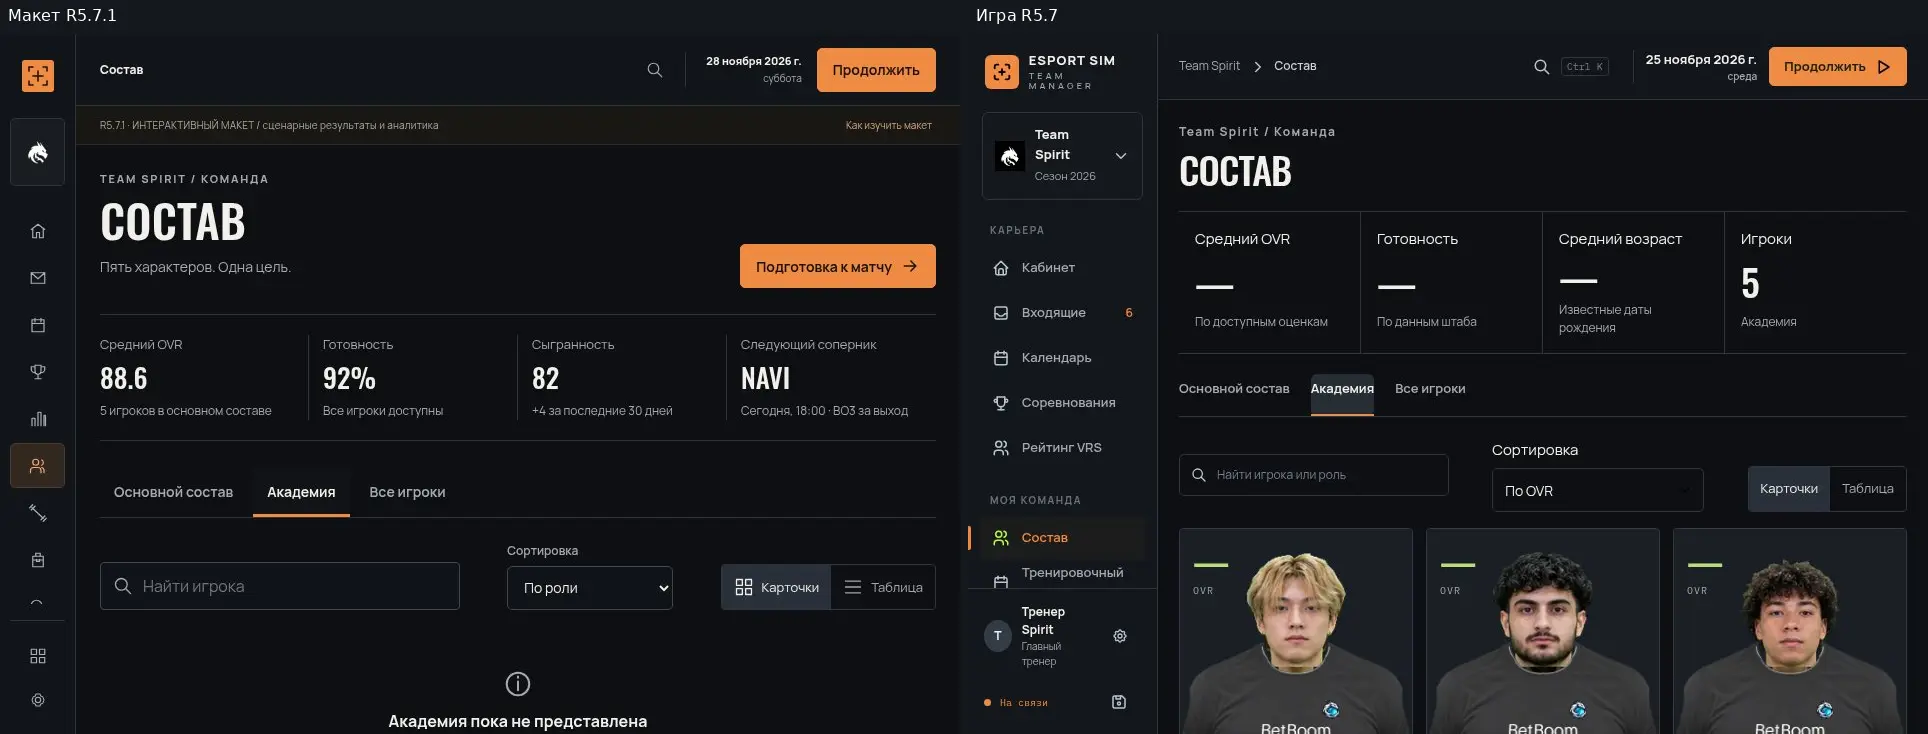 Макет R5.7.1
Состав
28 ноября 2026 г.
суббота
Продолжить
R5.7.1 · ИНТЕРАКТИВНЫЙ МАКЕТ / сценарные результаты и аналитика
Как изучить макет
TEAM SPIRIT / КОМАНДА
СОСТАВ
Пять характеров. Одна цель.
Подготовка к матчу
Средний OVR
88.6
5 игроков в основном составе
Готовность
92%
Все игроки доступны
Сыгранность
82
+4 за последние 30 дней
Следующий соперник
NAVI
Сегодня, 18:00 · BO3 за выход
Основной состав
Академия
Все игроки
Найти игрока
Сортировка
По роли
Карточки
Таблица
Академия пока не представлена
Игра R5.7
ESPORT SIM
TEAM
MANAGER
Team
Spirit
Сезон 2026
КАРЬЕРА
Кабинет
Входящие 6
Календарь
Соревнования
Рейтинг VRS
МОЯ КОМАНДА
Состав
Тренировочный
T
Тренер
Spirit
Главный
тренер
На связи
Team Spirit > Состав
Ctrl K
25 ноября 2026 г.
среда
Продолжить
Team Spirit / Команда
СОСТАВ
Средний OVR
—
По доступным оценкам
Готовность
—
По данным штаба
Средний возраст
—
Известные даты
рождения
Игроки
5
Академия
Основной состав
Академия
Все игроки
Найти игрока или роль
Сортировка
По OVR
Карточки
Таблица
—
OVR
BetBoom
—
OVR
BetBoom
—
OVR
BetBoom